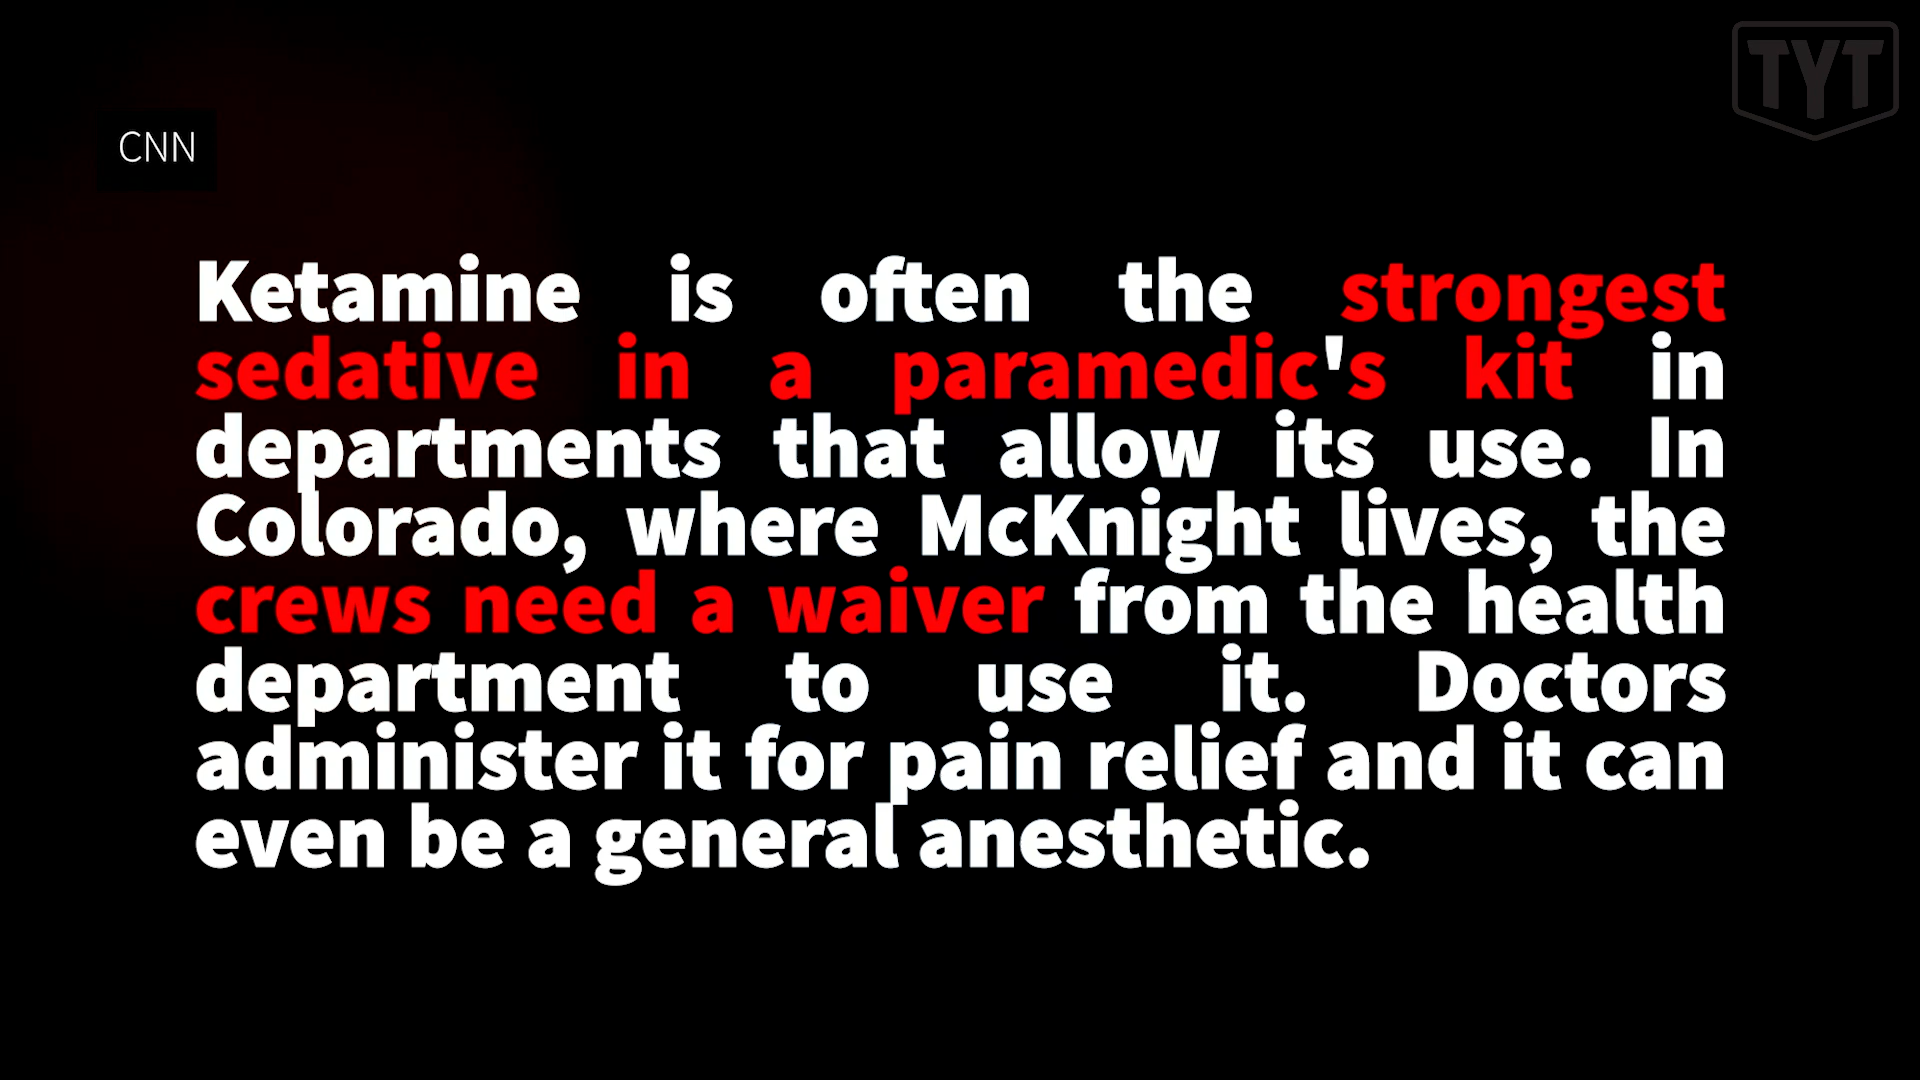 TYT
CNN
Ketamine is often the strongest
sedative in a paramedic's kit in
departments that allow its use. In
Colorado, where McKnight lives, the
crews need a waiver from the health
department to use it. Doctors
administer it for pain relief and it can
even be a general anesthetic.